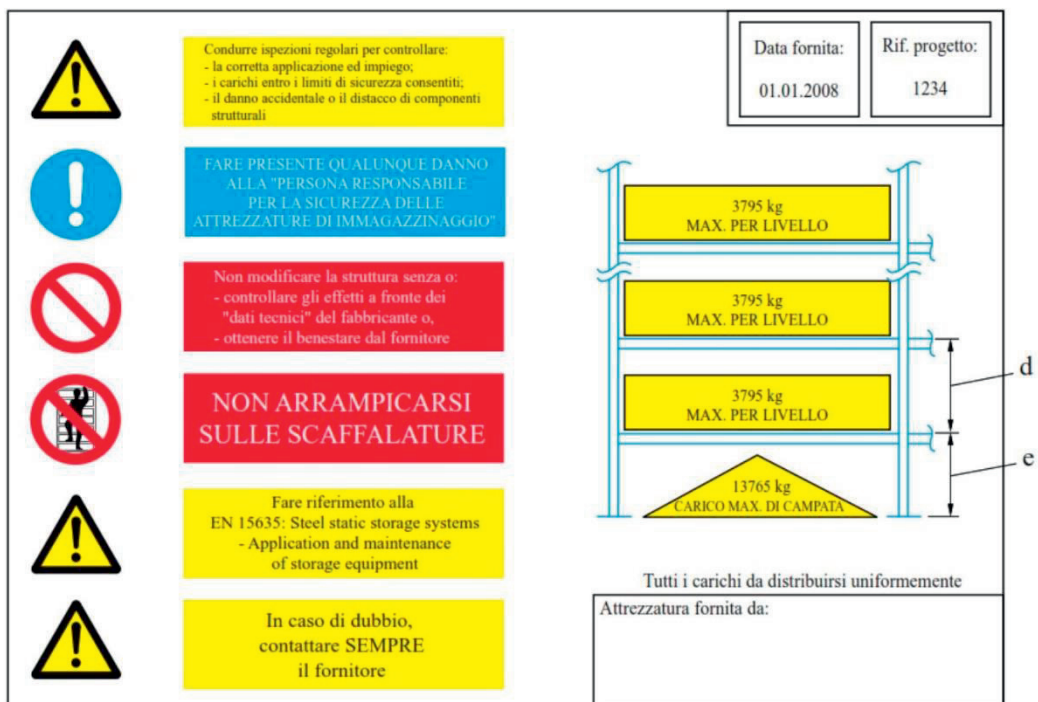 Condurre ispezioni regolari per controllare:
- la corretta applicazione ed impiego;
- i carichi entro i limiti di sicurezza consentiti;
- il danno accidentale o il distacco di componenti
strutturali
FARE PRESENTE QUALUNQUE DANNO
ALLA "PERSONA RESPONSABILE
PER LA SICUREZZA DELLE
ATTREZZATURE DI IMMAGAZZINAGGIO"
Non modificare la struttura senza o:
- controllare gli effetti a fronte dei
"dati tecnici" del fabbricante o,
- ottenere il benestare dal fornitore
NON ARRAMPICARSI
SULLE SCAFFALATURE
Fare riferimento alla
EN 15635: Steel static storage systems
- Application and maintenance
of storage equipment
In caso di dubbio,
contattare SEMPRE
il fornitore
Data fornita:
01.01.2008
Rif. progetto:
1234
3795 kg
MAX. PER LIVELLO
3795 kg
MAX. PER LIVELLO
d
3795 kg
MAX. PER LIVELLO
e
13765 kg
CARICO MAX. DI CAMPATA
Tutti i carichi da distribuirsi uniformemente
Attrezzatura fornita da: